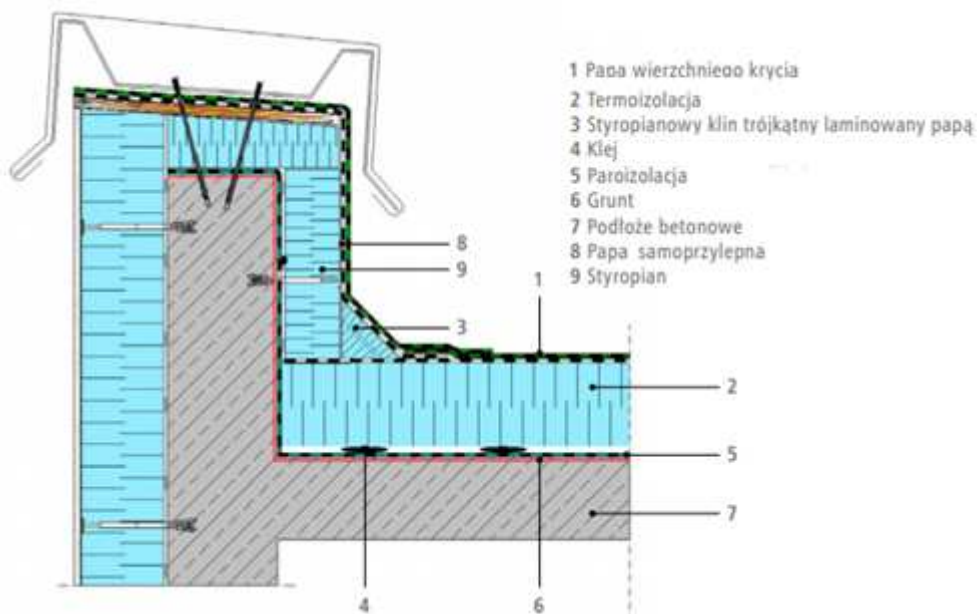 1 Papa wierzchniego krycia
2 Termoizolacja
3 Styropianowy klin trójkątny laminowany papą
4 Klej
5 Paroizolacja
6 Grunt
7 Podłoże betonowe
8 Papa samoprzylepna
9 Styropian
8
9
1
3
2
5
7
4
6